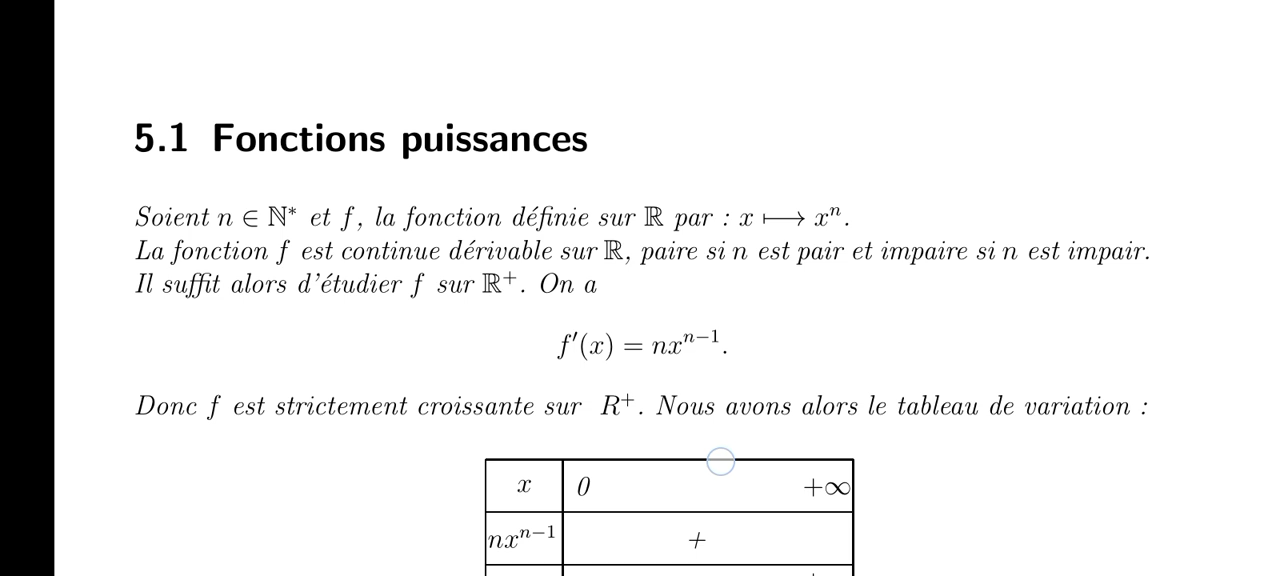 5.1 Fonctions puissances
Soient n ∈ ℕ* et f, la fonction définie sur ℝ par : x ⟼ xⁿ.
La fonction f est continue dérivable sur ℝ, paire si n est pair et impaire si n est impair.
Il suffit alors d'étudier f sur ℝ⁺. On a
f′(x) = nxⁿ⁻¹.
Donc f est strictement croissante sur R⁺. Nous avons alors le tableau de variation :
x 0 +∞
nxⁿ⁻¹ +